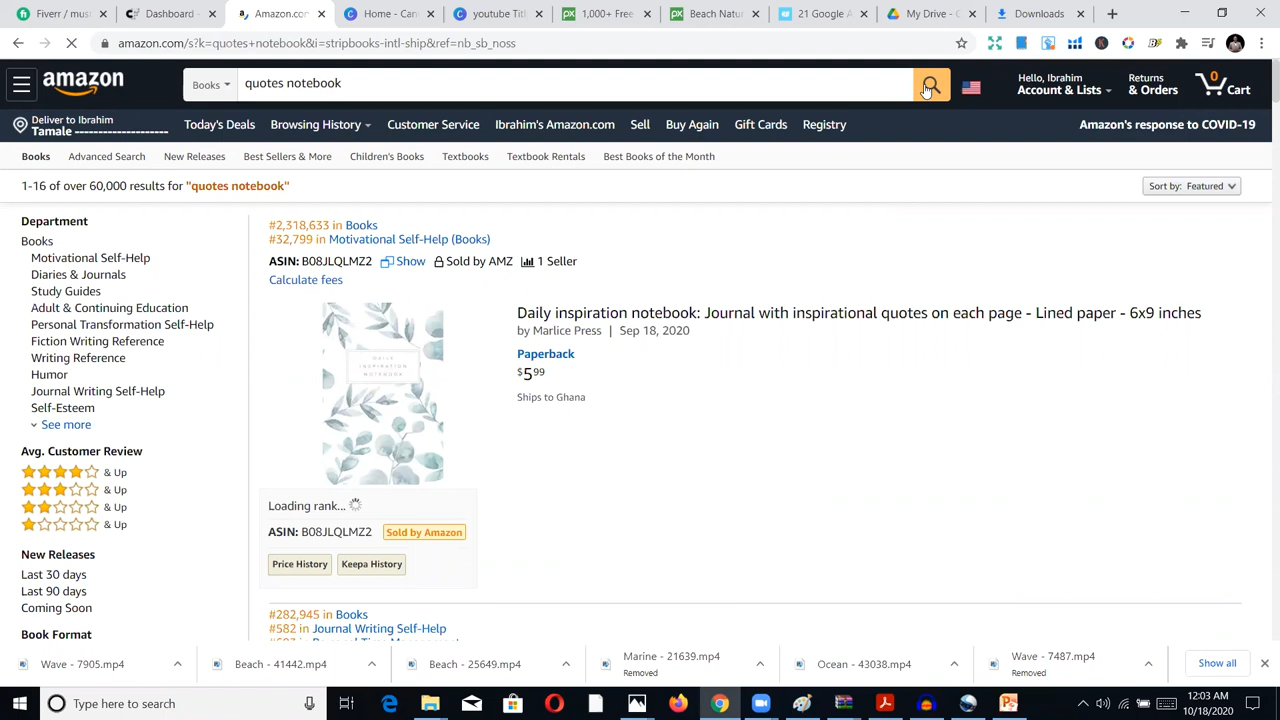 fiverr / must
Dashboard -
Amazon.con
Home - Can
youtube Titl
1,000+ Free
Beach Natu
21 Google A
My Drive - G
Downloads
amazon.com/s?k=quotes+notebook&i=stripbooks-intl-ship&ref=nb_sb_noss
amazon
Books
quotes notebook
Hello, Ibrahim
Account & Lists
Returns
& Orders
0
Cart
Deliver to Ibrahim
Tamale
Today's Deals
Browsing History
Customer Service
Ibrahim's Amazon.com
Sell
Buy Again
Gift Cards
Registry
Amazon's response to COVID-19
Books
Advanced Search
New Releases
Best Sellers & More
Children's Books
Textbooks
Textbook Rentals
Best Books of the Month
1-16 of over 60,000 results for "quotes notebook"
Sort by: Featured
Department
Books
Motivational Self-Help
Diaries & Journals
Study Guides
Adult & Continuing Education
Personal Transformation Self-Help
Fiction Writing Reference
Writing Reference
Humor
Journal Writing Self-Help
Self-Esteem
See more
Avg. Customer Review
& Up
& Up
& Up
& Up
New Releases
Last 30 days
Last 90 days
Coming Soon
Book Format
#2,318,633 in Books
#32,799 in Motivational Self-Help (Books)
ASIN: B08JLQLMZ2 Show Sold by AMZ 1 Seller
Calculate fees
DAILY
INSPIRATION
NOTEBOOK
Daily inspiration notebook: Journal with inspirational quotes on each page - Lined paper - 6x9 inches
by Marlice Press | Sep 18, 2020
Paperback
$5.99
Ships to Ghana
Loading rank...
ASIN: B08JLQLMZ2 Sold by Amazon
Price History
Keepa History
#282,945 in Books
#582 in Journal Writing Self-Help
Wave - 7905.mp4
Beach - 41442.mp4
Beach - 25649.mp4
Marine - 21639.mp4
Removed
Ocean - 43038.mp4
Wave - 7487.mp4
Removed
Show all
Type here to search
12:03 AM
10/18/2020